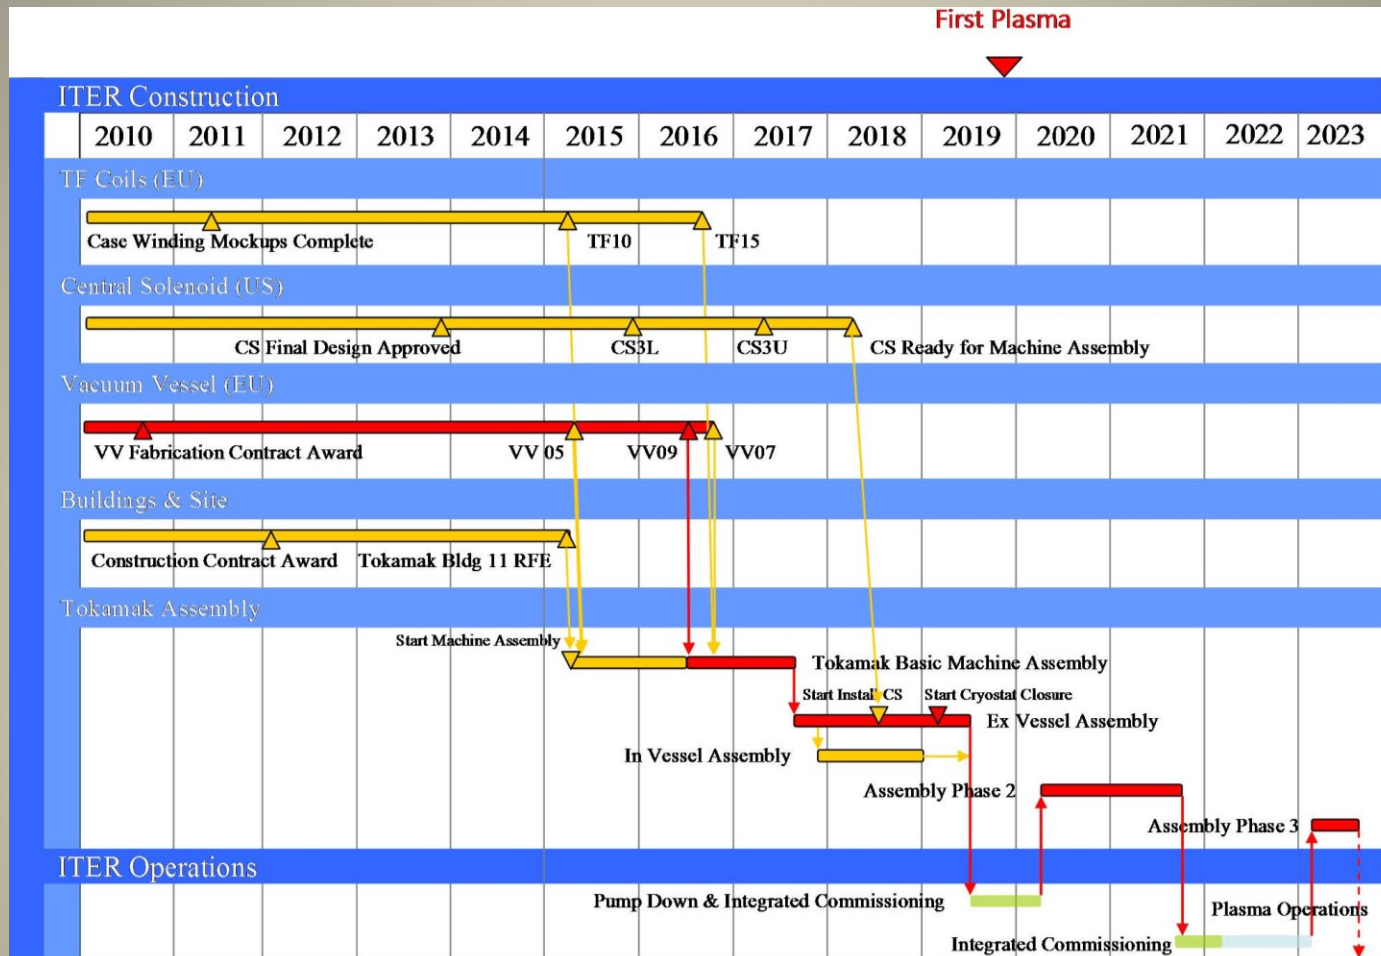 First Plasma
ITER Construction
2010 2011 2012 2013 2014 2015 2016 2017 2018 2019 2020 2021 2022 2023
TF Coils (EU)
Case Winding Mockups Complete TF10 TF15
Central Solenoid (US)
CS Final Design Approved CS3L CS3U CS Ready for Machine Assembly
Vacuum Vessel (EU)
VV Fabrication Contract Award VV 05 VV09 VV07
Buildings & Site
Construction Contract Award Tokamak Bldg 11 RFE
Tokamak Assembly
Start Machine Assembly
Tokamak Basic Machine Assembly
Start Install CS Start Cryostat Closure
Ex Vessel Assembly
In Vessel Assembly
Assembly Phase 2
Assembly Phase 3
ITER Operations
Pump Down & Integrated Commissioning
Plasma Operations
Integrated Commissioning